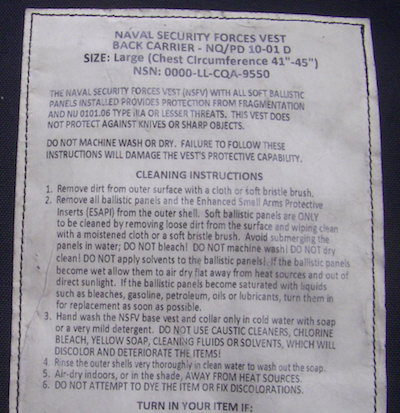 NAVAL SECURITY FORCES VEST
BACK CARRIER - NQ/PD 10-01 D
SIZE: Large (Chest Circumference 41"-45")
NSN: 0000-LL-CQA-9550
THE NAVAL SECURITY FORCES VEST (NSFV) WITH ALL SOFT BALLISTIC
PANELS INSTALLED PROVIDES PROTECTION FROM FRAGMENTATION
AND NIJ 0101.06 TYPE IIIA OR LESSER THREATS. THIS VEST DOES
NOT PROTECT AGAINST KNIVES OR SHARP OBJECTS.
DO NOT MACHINE WASH OR DRY. FAILURE TO FOLLOW THESE
INSTRUCTIONS WILL DAMAGE THE VEST'S PROTECTIVE CAPABILITY.
CLEANING INSTRUCTIONS
1. Remove dirt from outer surface with a cloth or soft bristle brush.
2. Remove all ballistic panels and the Enhanced Small Arms Protective
Inserts (ESAPI) from the outer shell. Soft ballistic panels are ONLY
to be cleaned by removing loose dirt from the surface and wiping clean
with a moistened cloth or a soft bristle brush. Avoid submerging the
panels in water; DO NOT bleach! DO NOT machine wash! DO NOT dry
clean! DO NOT apply solvents to the ballistic panels! If the ballistic panels
become wet allow them to air dry flat away from heat sources and out of
direct sunlight. If the ballistic panels become saturated with liquids
such as bleaches, gasoline, petroleum, oils or lubricants, turn them in
for replacement as soon as possible.
3. Hand wash the NSFV base vest and collar only in cold water with soap
or a very mild detergent. DO NOT USE CAUSTIC CLEANERS, CHLORINE
BLEACH, YELLOW SOAP, CLEANING FLUIDS OR SOLVENTS, WHICH WILL
DISCOLOR AND DETERIORATE THE ITEMS!
4. Rinse the outer shells very thoroughly in clean water to wash out the soap.
5. Air-dry indoors, or in the shade, AWAY FROM HEAT SOURCES.
6. DO NOT ATTEMPT TO DYE THE ITEM OR FIX DISCOLORATIONS.
TURN IN YOUR ITEM IF: